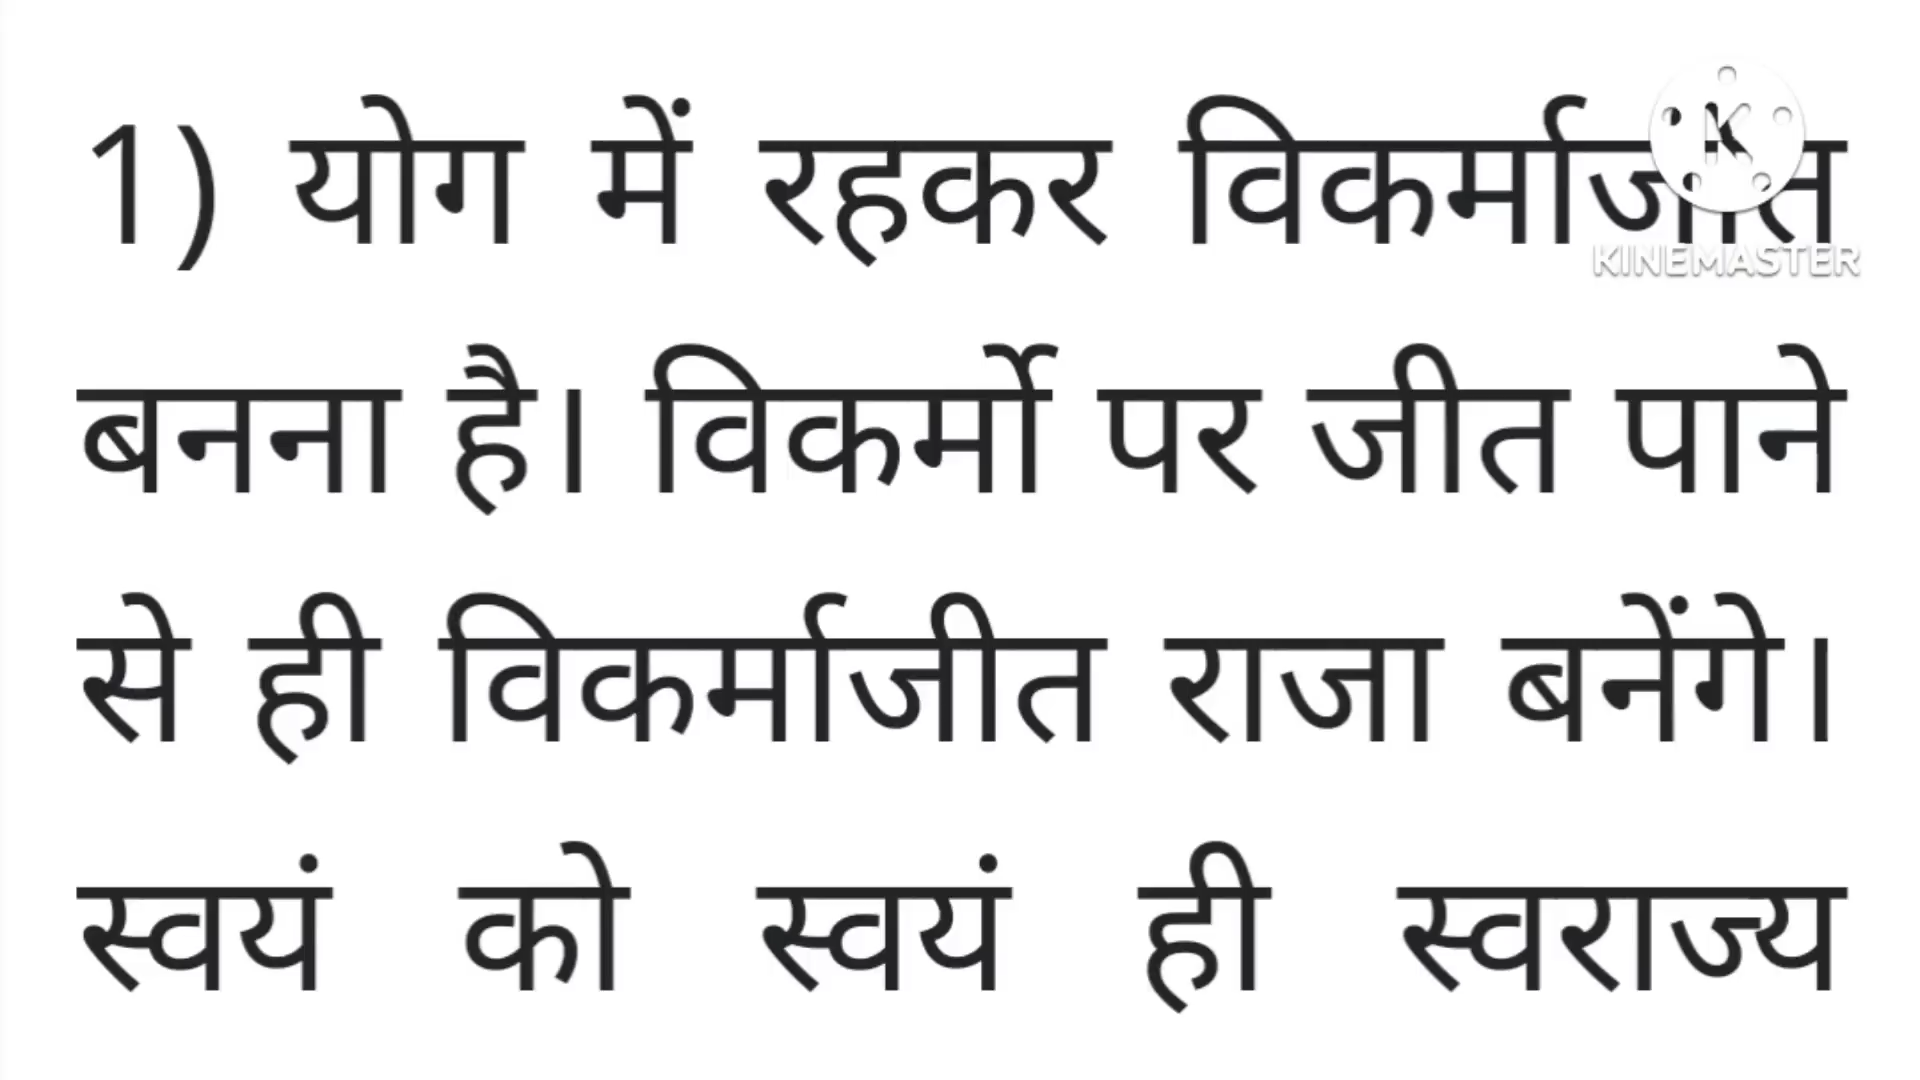 1) योग में रहकर विकर्माजीत
KINEMASTER
बनना है। विकर्मो पर जीत पाने
से ही विकर्माजीत राजा बनेंगे।
स्वयं को स्वयं ही स्वराज्य